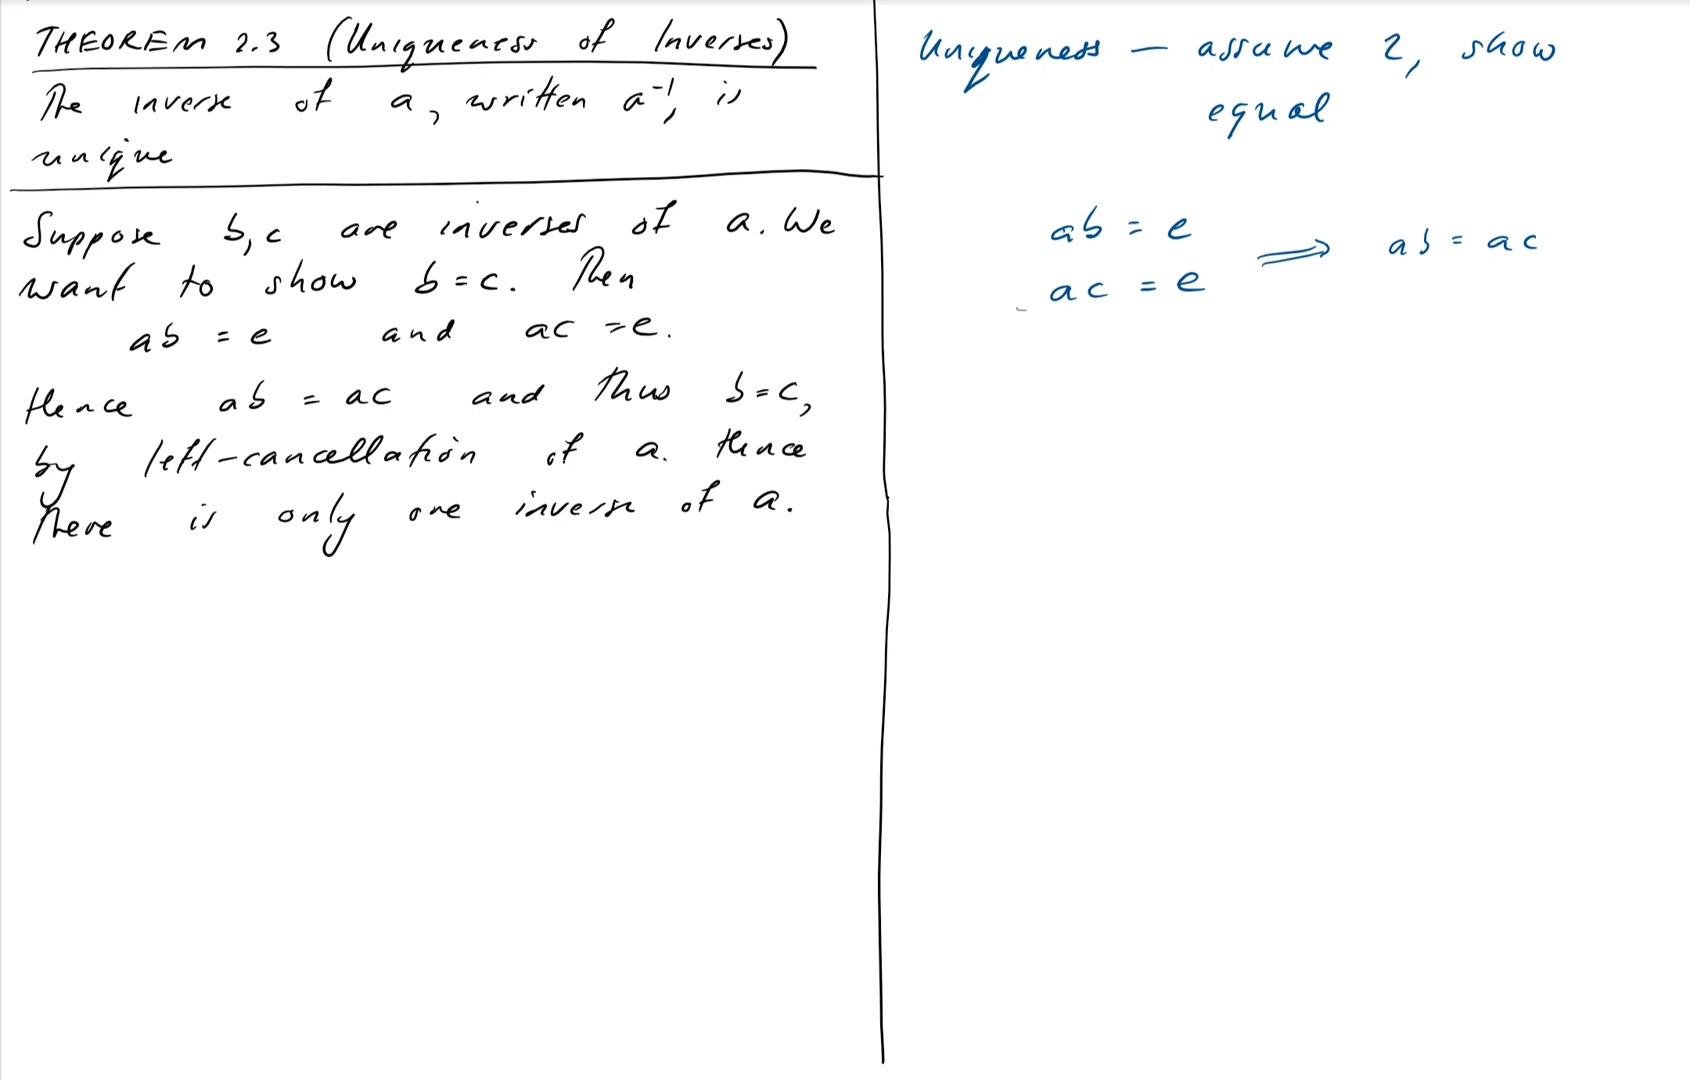 THEOREM 2.3 (Uniqueness of Inverses)
The inverse of a, written a⁻¹, is
unique
Suppose b, c are inverses of a. We
want to show b = c. Then
ab = e and ac = e.
Hence ab = ac and thus b = c,
by left-cancellation of a. Hence
there is only one inverse of a.
Uniqueness — assume 2, show
equal
ab = e
ac = e
⟹ ab = ac